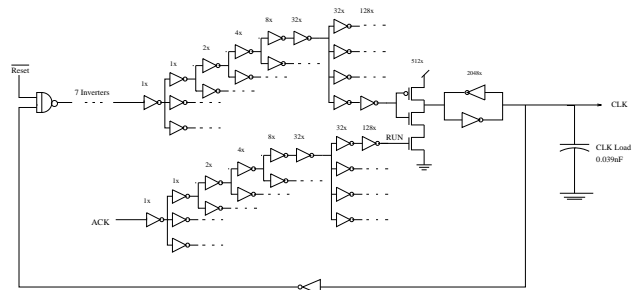 8x 32x
32x 128x
4x
2x
1x
Reset
1x
7 Inverters
512x
2048x
CLK
CLK Load
0.039nF
32x 128x
RUN
8x 32x
4x
2x
1x
1x
ACK